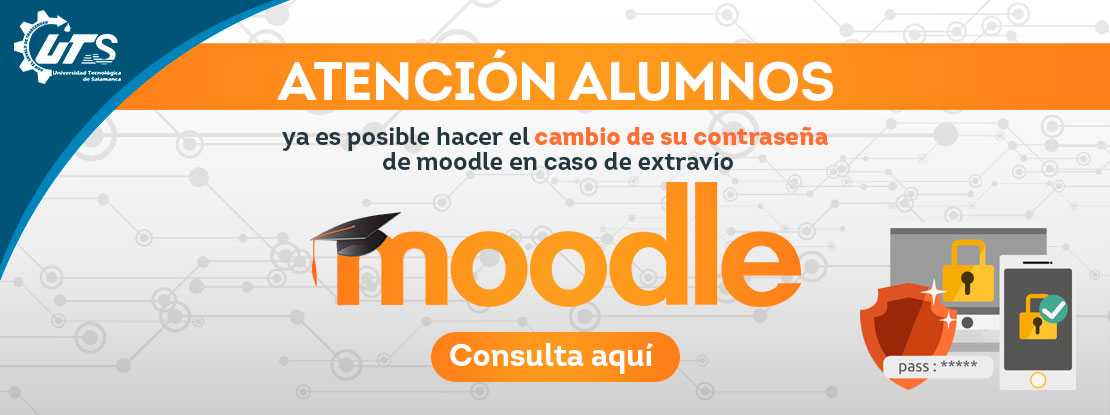 UTS
Universidad Tecnológica
de Salamanca
ATENCIÓN ALUMNOS
ya es posible hacer el cambio de su contraseña
de moodle en caso de extravío
moodle
Consulta aquí
pass : *****